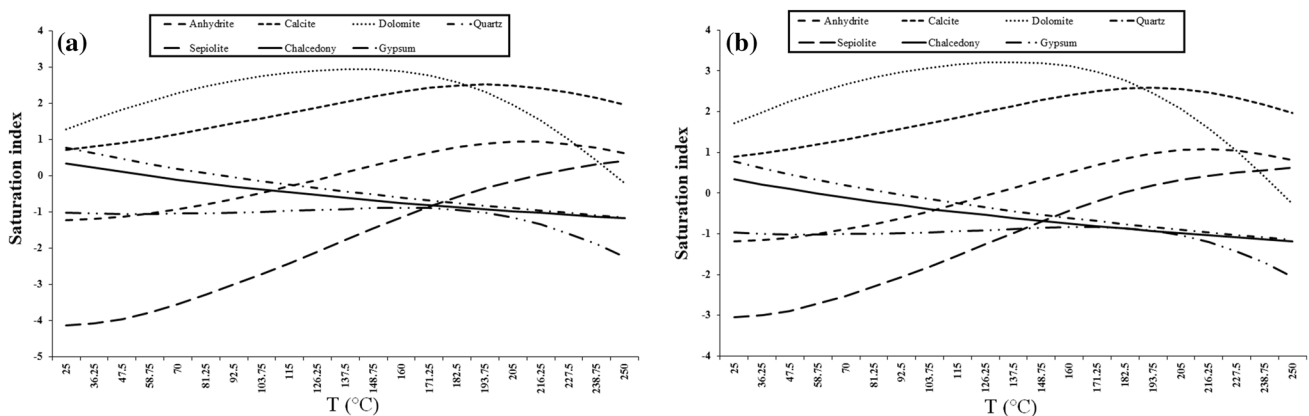 (a)
Anhydrite Calcite Dolomite Quartz
Sepiolite Chalcedony Gypsum
Saturation index
4
3
2
1
0
-1
-2
-3
-4
-5
25 36.25 47.5 58.75 70 81.25 92.5 103.75 115 126.25 137.5 148.75 160 171.25 182.5 193.75 205 216.25 227.5 238.75 250
T (°C)
(b)
Anhydrite Calcite Dolomite Quartz
Sepiolite Chalcedony Gypsum
Saturation index
4
3
2
1
0
-1
-2
-3
-4
25 36.25 47.5 58.75 70 81.25 92.5 103.75 115 126.25 137.5 148.75 160 171.25 182.5 193.75 205 216.25 227.5 238.75 250
T (°C)